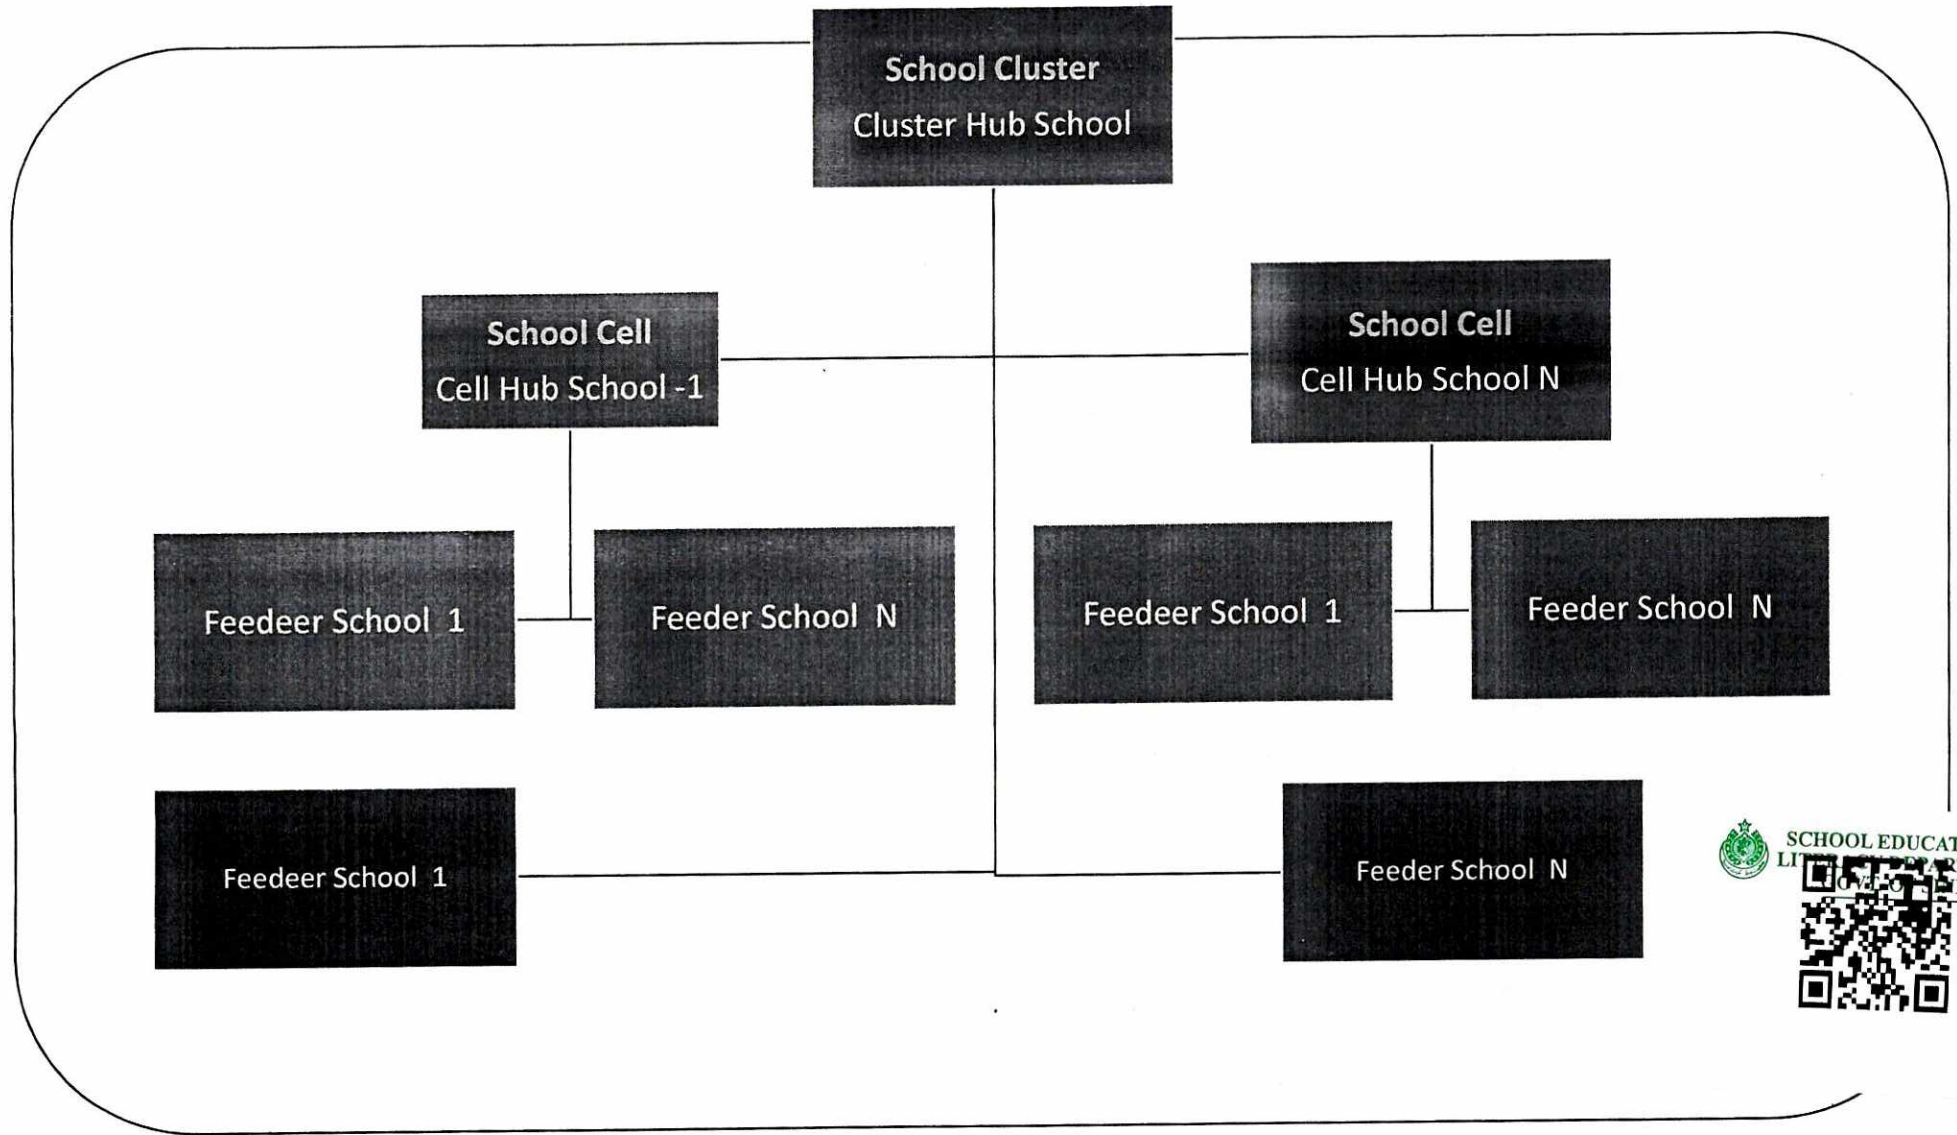 School Cluster
Cluster Hub School
School Cell
Cell Hub School -1
School Cell
Cell Hub School N
Feedeer School 1
Feeder School N
Feedeer School 1
Feeder School N
Feedeer School 1
Feeder School N
SCHOOL EDUCAT
GOVT. O